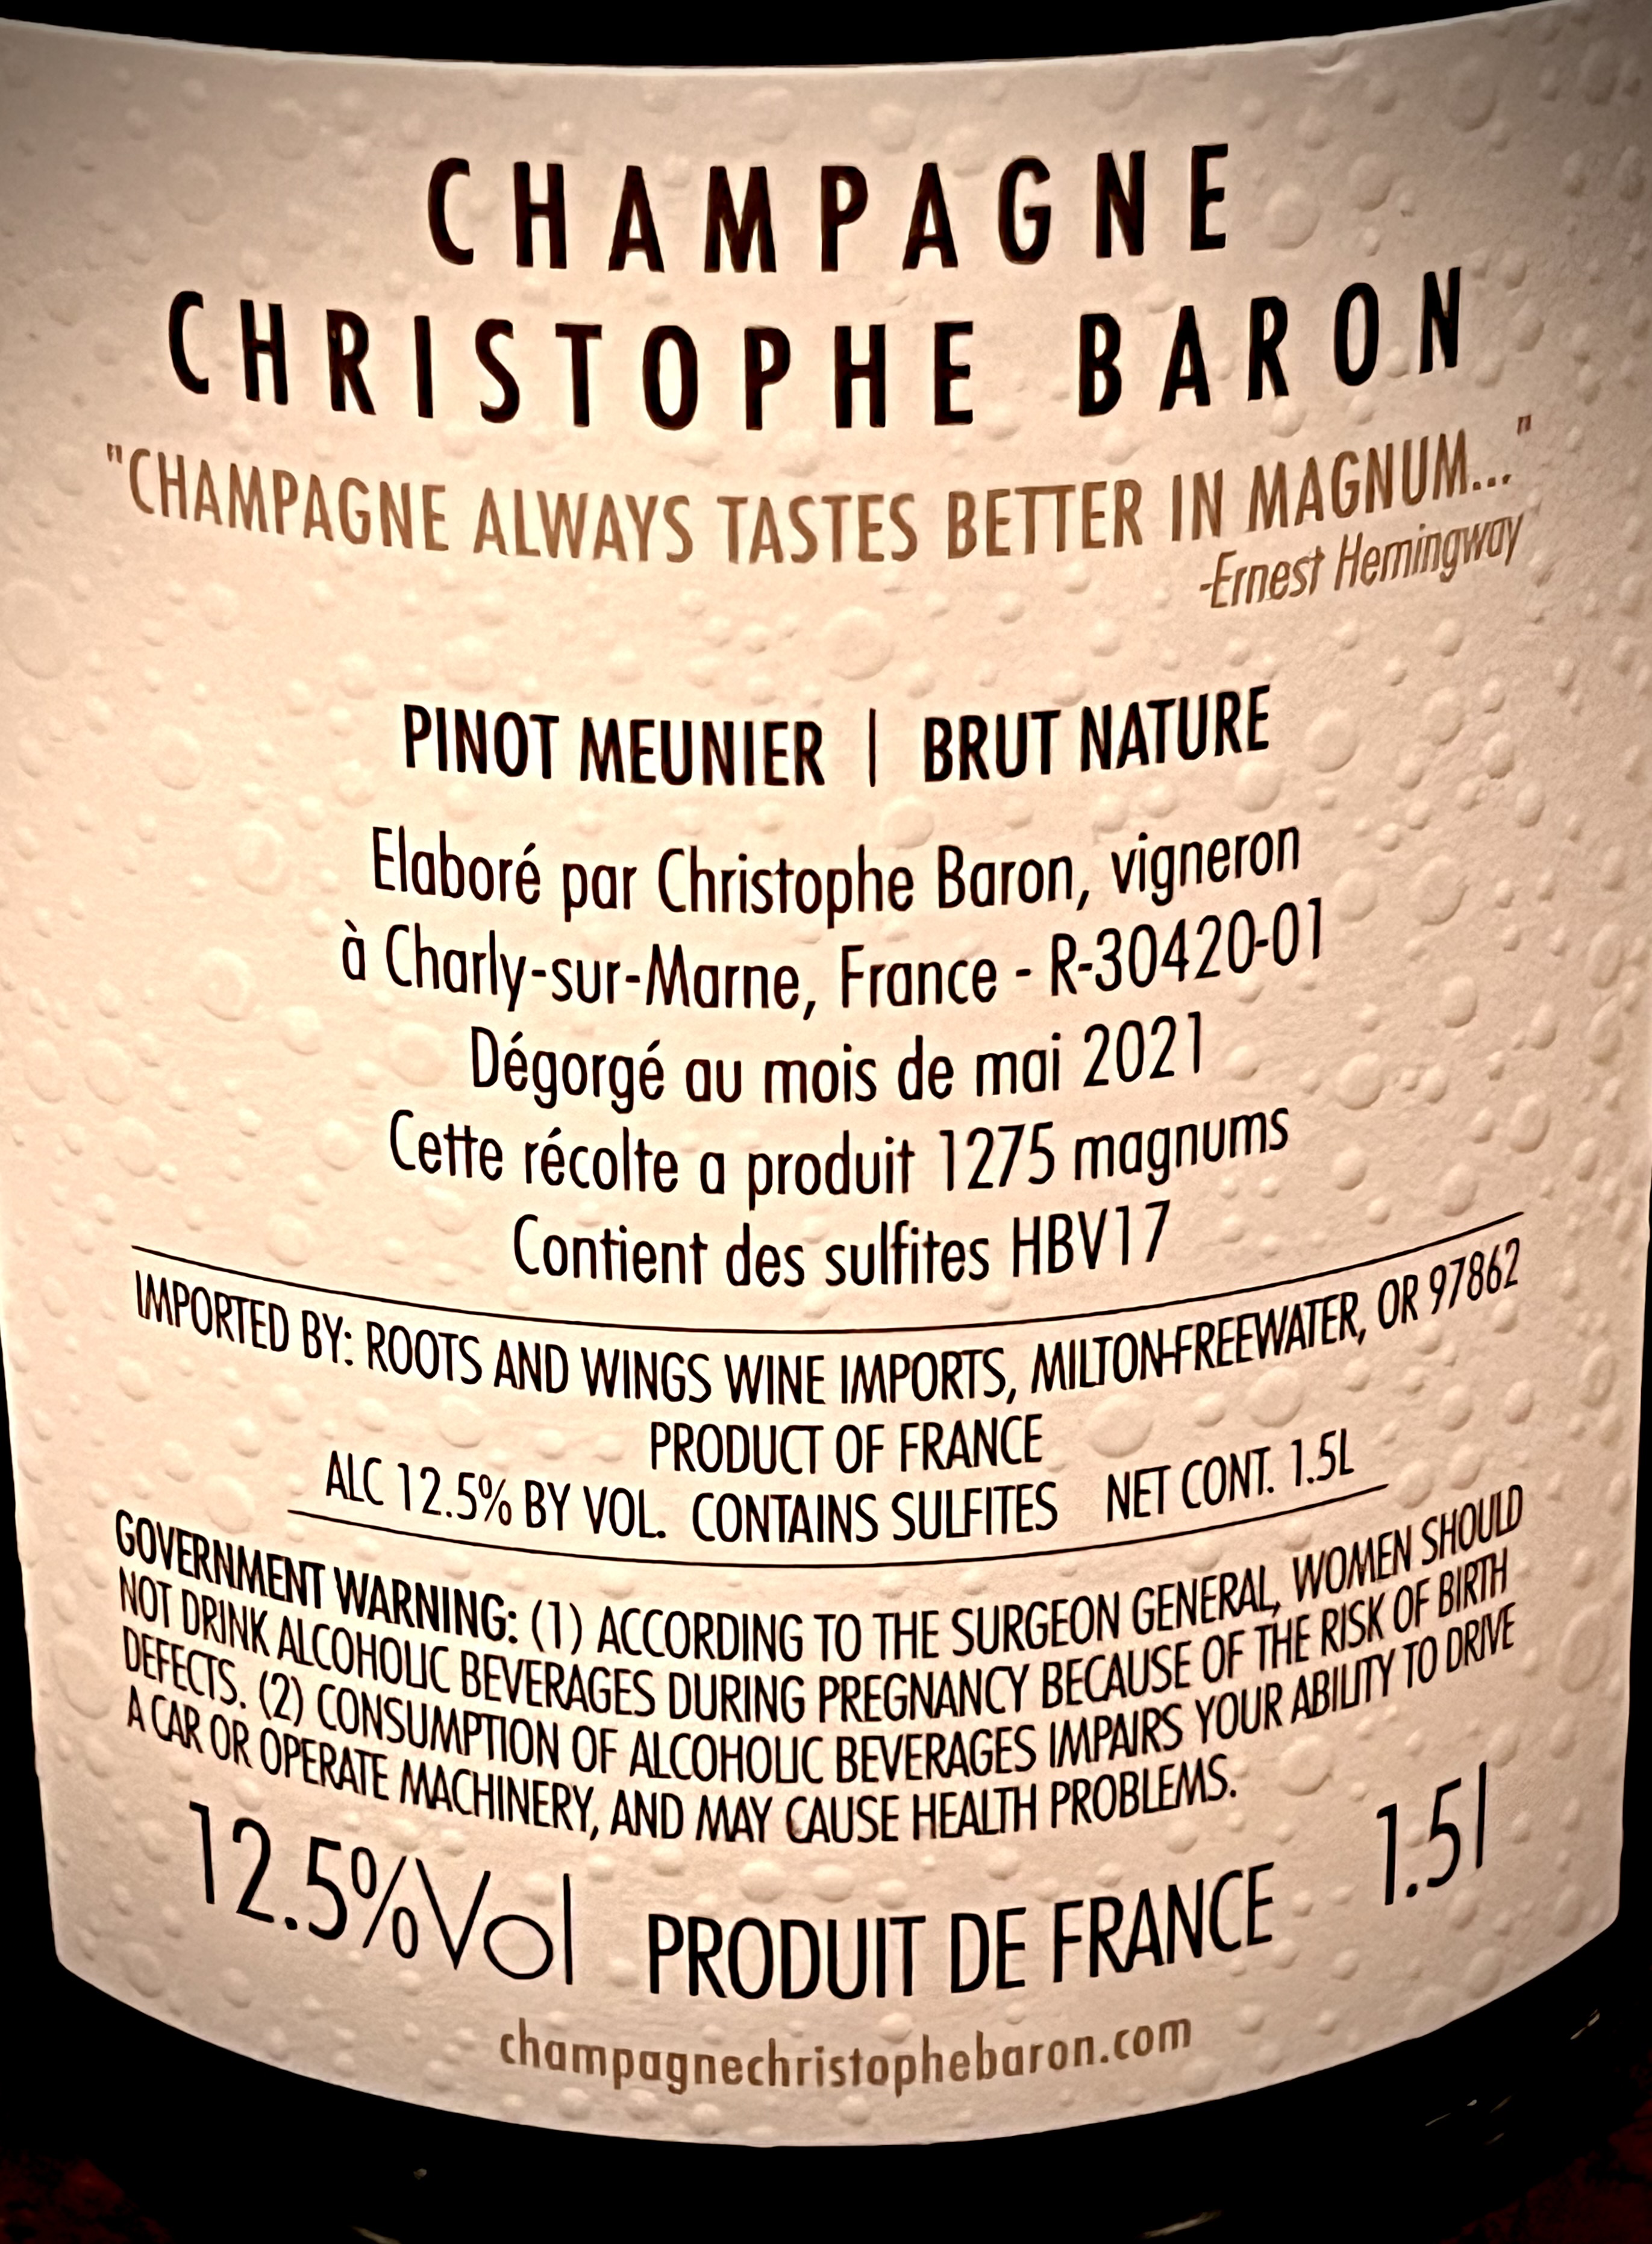 CHAMPAGNE
CHRISTOPHE BARON
"CHAMPAGNE ALWAYS TASTES BETTER IN MAGNUM..."
-Ernest Hemingway
PINOT MEUNIER | BRUT NATURE
Elaboré par Christophe Baron, vigneron
à Charly-sur-Marne, France - R-30420-01
Dégorgé au mois de mai 2021
Cette récolte a produit 1275 magnums
Contient des sulfites HBV17
IMPORTED BY: ROOTS AND WINGS WINE IMPORTS, MILTON-FREEWATER, OR 97862
PRODUCT OF FRANCE
ALC 12.5% BY VOL. CONTAINS SULFITES NET CONT. 1.5L
GOVERNMENT WARNING: (1) ACCORDING TO THE SURGEON GENERAL, WOMEN SHOULD
NOT DRINK ALCOHOLIC BEVERAGES DURING PREGNANCY BECAUSE OF THE RISK OF BIRTH
DEFECTS. (2) CONSUMPTION OF ALCOHOLIC BEVERAGES IMPAIRS YOUR ABILITY TO DRIVE
A CAR OR OPERATE MACHINERY, AND MAY CAUSE HEALTH PROBLEMS.
12.5%Vol PRODUIT DE FRANCE 1.5l
champagnechristophebaron.com